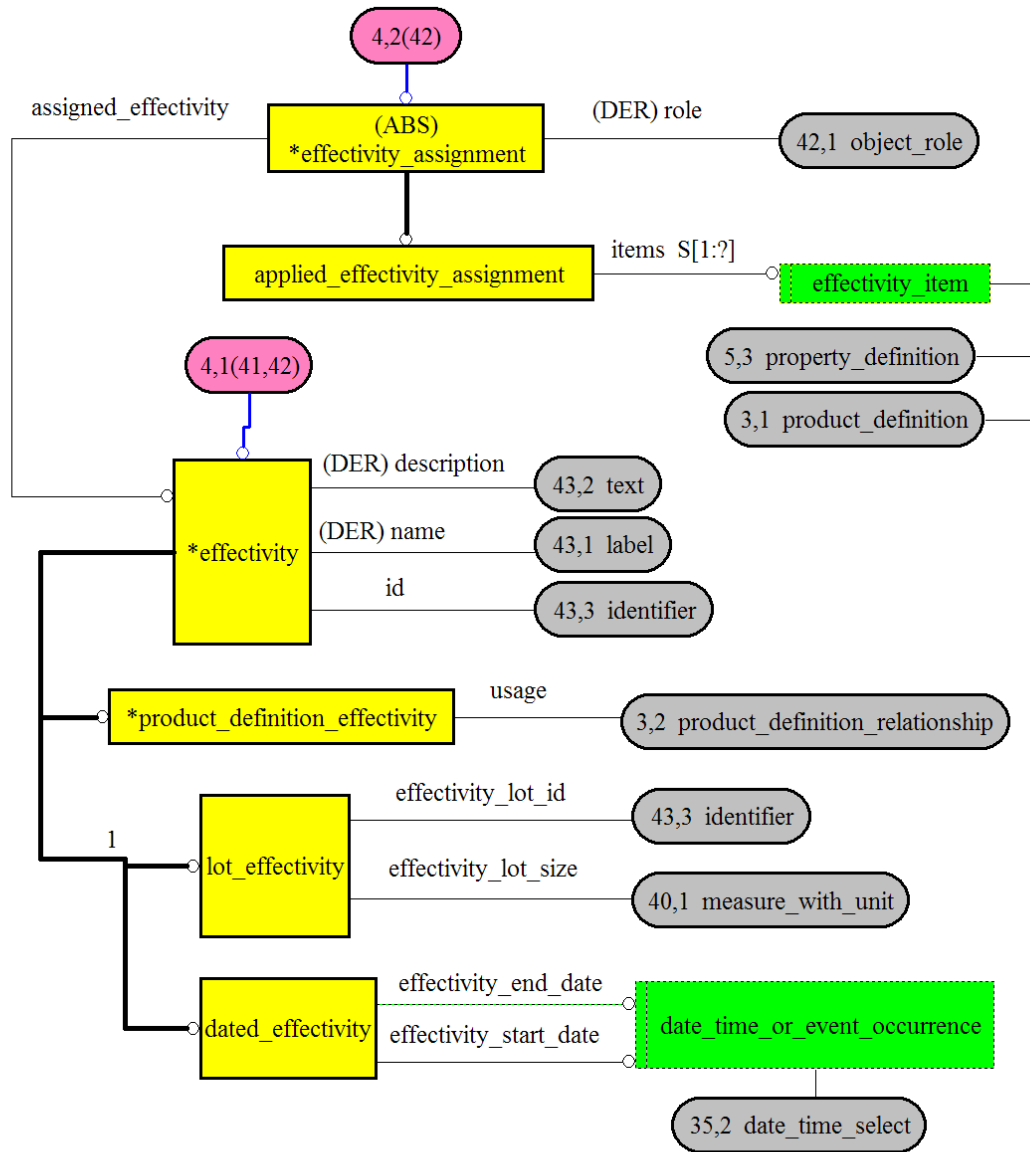 4,2(42)
assigned_effectivity
(ABS)
*effectivity_assignment
(DER) role
42,1 object_role
applied_effectivity_assignment
items S[1:?]
effectivity_item
5,3 property_definition
3,1 product_definition
4,1(41,42)
*effectivity
(DER) description
43,2 text
(DER) name
43,1 label
id
43,3 identifier
*product_definition_effectivity
usage
3,2 product_definition_relationship
1
lot_effectivity
effectivity_lot_id
43,3 identifier
effectivity_lot_size
40,1 measure_with_unit
dated_effectivity
effectivity_end_date
effectivity_start_date
date_time_or_event_occurrence
35,2 date_time_select